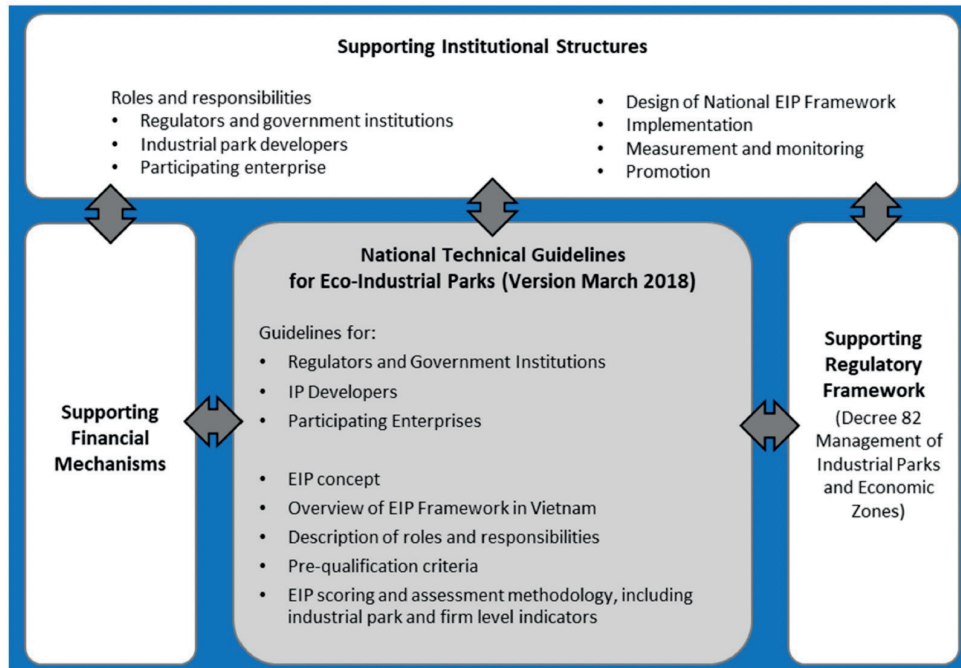 Supporting Institutional Structures
Roles and responsibilities
• Regulators and government institutions
• Industrial park developers
• Participating enterprise
• Design of National EIP Framework
• Implementation
• Measurement and monitoring
• Promotion
Supporting
Financial
Mechanisms
National Technical Guidelines
for Eco-Industrial Parks (Version March 2018)
Guidelines for:
• Regulators and Government Institutions
• IP Developers
• Participating Enterprises
• EIP concept
• Overview of EIP Framework in Vietnam
• Description of roles and responsibilities
• Pre-qualification criteria
• EIP scoring and assessment methodology, including
industrial park and firm level indicators
Supporting
Regulatory
Framework
(Decree 82
Management of
Industrial Parks
and Economic
Zones)